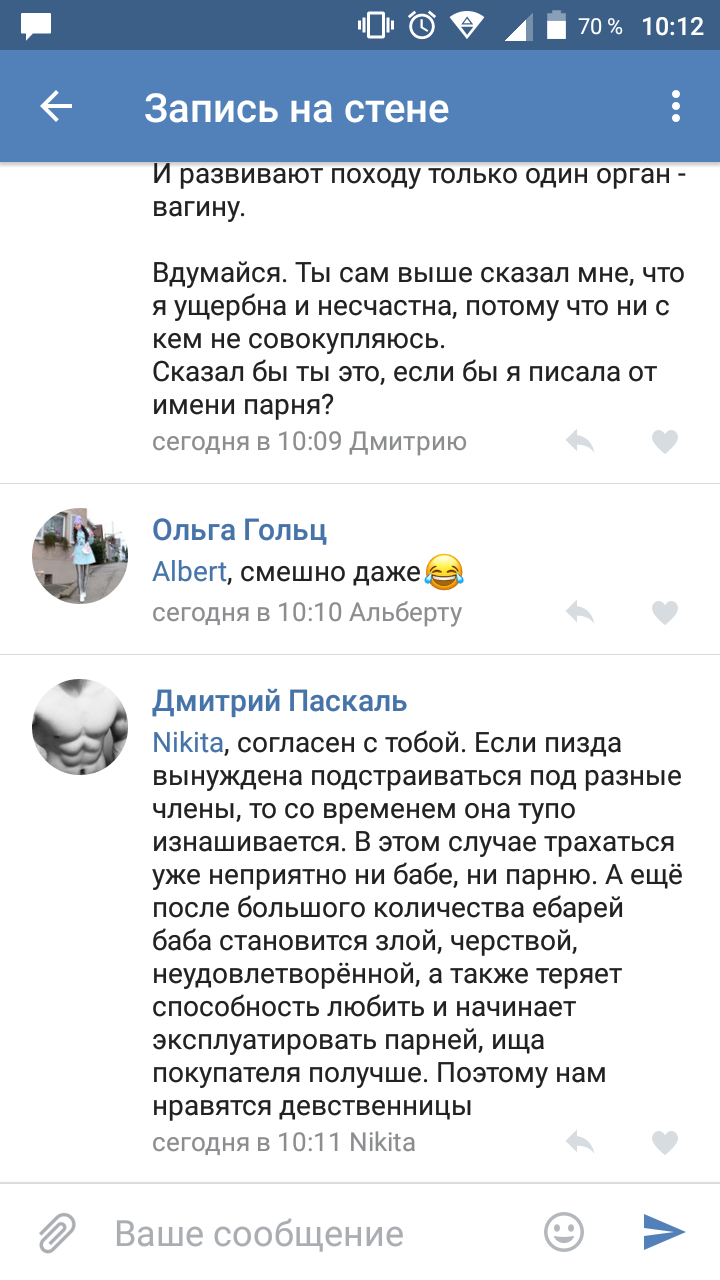 70 % 10:12
Запись на стене
И развивают походу только один орган -
вагину.
Вдумайся. Ты сам выше сказал мне, что
я ущербна и несчастна, потому что ни с
кем не совокупляюсь.
Сказал бы ты это, если бы я писала от
имени парня?
сегодня в 10:09 Дмитрию
Ольга Гольц
Albert, смешно даже😂
сегодня в 10:10 Альберту
Дмитрий Паскаль
Nikita, согласен с тобой. Если пизда
вынуждена подстраиваться под разные
члены, то со временем она тупо
изнашивается. В этом случае трахаться
уже неприятно ни бабе, ни парню. А ещё
после большого количества ебарей
баба становится злой, черствой,
неудовлетворённой, а также теряет
способность любить и начинает
эксплуатировать парней, ища
покупателя получше. Поэтому нам
нравятся девственницы
сегодня в 10:11 Nikita
Ваше сообщение